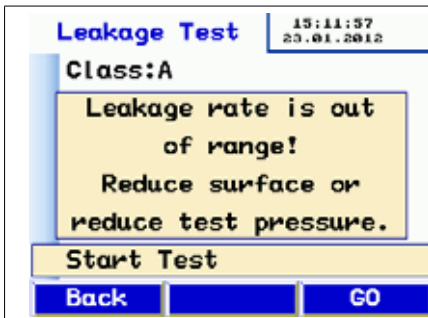 Leakage Test
15:11:57
23.01.2012
Class:A
Leakage rate is out
of range!
Reduce surface or
reduce test pressure.
Start Test
Back GO